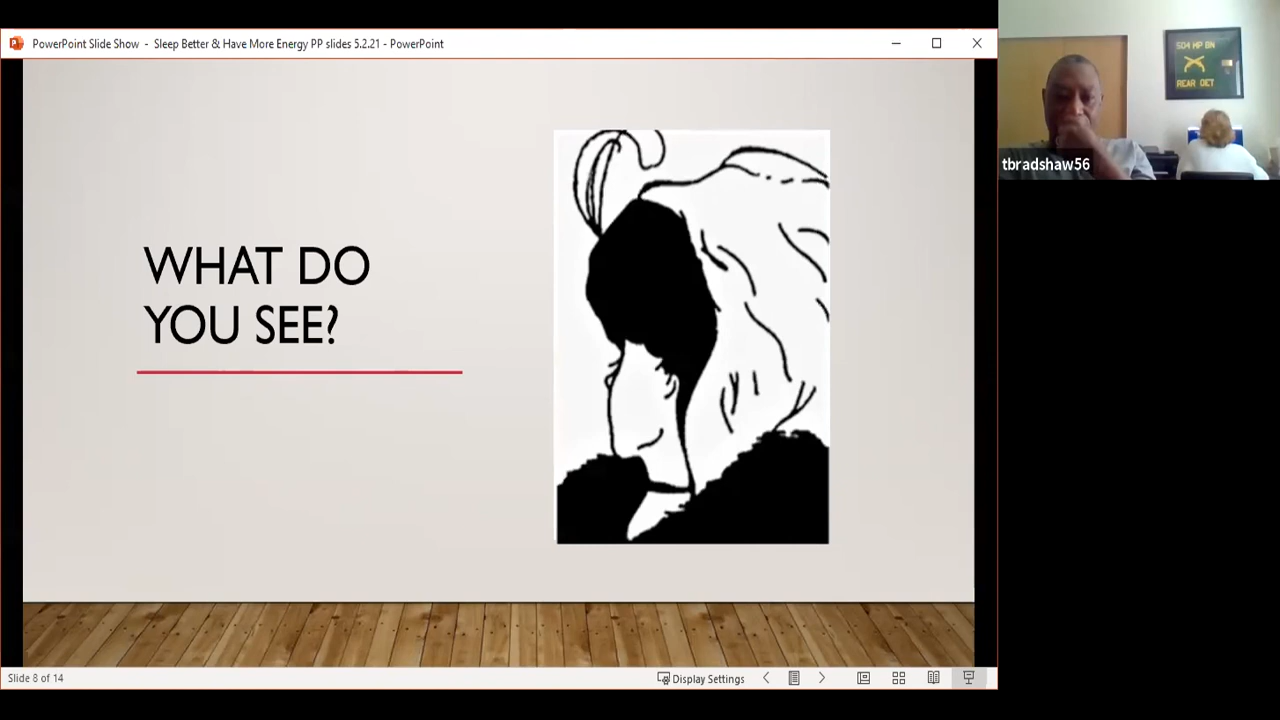 PowerPoint Slide Show - Sleep Better & Have More Energy PP slides 5.2.21 - PowerPoint
WHAT DO
YOU SEE?
Slide 8 of 14
Display Settings
504 MP BN
REAR DET
tbradshaw56